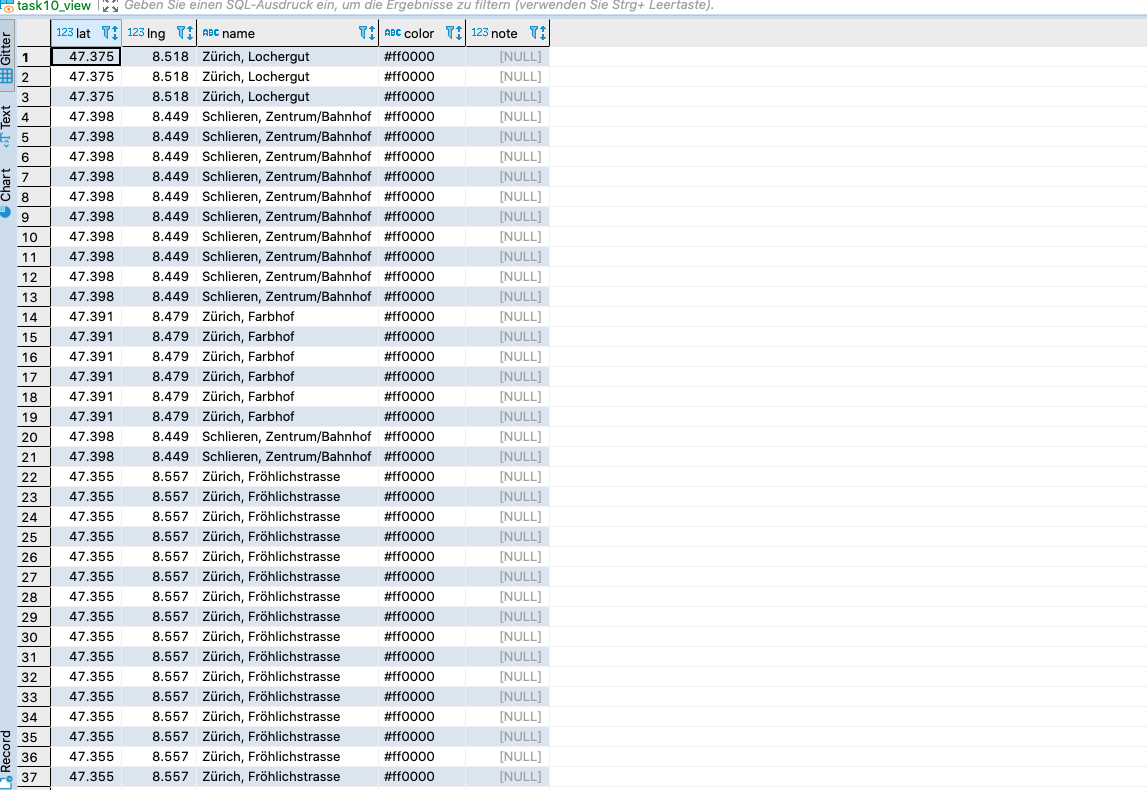 task10_view Geben Sie einen SQL-Ausdruck ein, um die Ergebnisse zu filtern (verwenden Sie Strg+ Leertaste).
Gitter
Text
Chart
Record
123 lat 123 lng ABC name ABC color 123 note
1 47.375 8.518 Zürich, Lochergut #ff0000 [NULL]
2 47.375 8.518 Zürich, Lochergut #ff0000 [NULL]
3 47.375 8.518 Zürich, Lochergut #ff0000 [NULL]
4 47.398 8.449 Schlieren, Zentrum/Bahnhof #ff0000 [NULL]
5 47.398 8.449 Schlieren, Zentrum/Bahnhof #ff0000 [NULL]
6 47.398 8.449 Schlieren, Zentrum/Bahnhof #ff0000 [NULL]
7 47.398 8.449 Schlieren, Zentrum/Bahnhof #ff0000 [NULL]
8 47.398 8.449 Schlieren, Zentrum/Bahnhof #ff0000 [NULL]
9 47.398 8.449 Schlieren, Zentrum/Bahnhof #ff0000 [NULL]
10 47.398 8.449 Schlieren, Zentrum/Bahnhof #ff0000 [NULL]
11 47.398 8.449 Schlieren, Zentrum/Bahnhof #ff0000 [NULL]
12 47.398 8.449 Schlieren, Zentrum/Bahnhof #ff0000 [NULL]
13 47.398 8.449 Schlieren, Zentrum/Bahnhof #ff0000 [NULL]
14 47.391 8.479 Zürich, Farbhof #ff0000 [NULL]
15 47.391 8.479 Zürich, Farbhof #ff0000 [NULL]
16 47.391 8.479 Zürich, Farbhof #ff0000 [NULL]
17 47.391 8.479 Zürich, Farbhof #ff0000 [NULL]
18 47.391 8.479 Zürich, Farbhof #ff0000 [NULL]
19 47.391 8.479 Zürich, Farbhof #ff0000 [NULL]
20 47.398 8.449 Schlieren, Zentrum/Bahnhof #ff0000 [NULL]
21 47.398 8.449 Schlieren, Zentrum/Bahnhof #ff0000 [NULL]
22 47.355 8.557 Zürich, Fröhlichstrasse #ff0000 [NULL]
23 47.355 8.557 Zürich, Fröhlichstrasse #ff0000 [NULL]
24 47.355 8.557 Zürich, Fröhlichstrasse #ff0000 [NULL]
25 47.355 8.557 Zürich, Fröhlichstrasse #ff0000 [NULL]
26 47.355 8.557 Zürich, Fröhlichstrasse #ff0000 [NULL]
27 47.355 8.557 Zürich, Fröhlichstrasse #ff0000 [NULL]
28 47.355 8.557 Zürich, Fröhlichstrasse #ff0000 [NULL]
29 47.355 8.557 Zürich, Fröhlichstrasse #ff0000 [NULL]
30 47.355 8.557 Zürich, Fröhlichstrasse #ff0000 [NULL]
31 47.355 8.557 Zürich, Fröhlichstrasse #ff0000 [NULL]
32 47.355 8.557 Zürich, Fröhlichstrasse #ff0000 [NULL]
33 47.355 8.557 Zürich, Fröhlichstrasse #ff0000 [NULL]
34 47.355 8.557 Zürich, Fröhlichstrasse #ff0000 [NULL]
35 47.355 8.557 Zürich, Fröhlichstrasse #ff0000 [NULL]
36 47.355 8.557 Zürich, Fröhlichstrasse #ff0000 [NULL]
37 47.355 8.557 Zürich, Fröhlichstrasse #ff0000 [NULL]